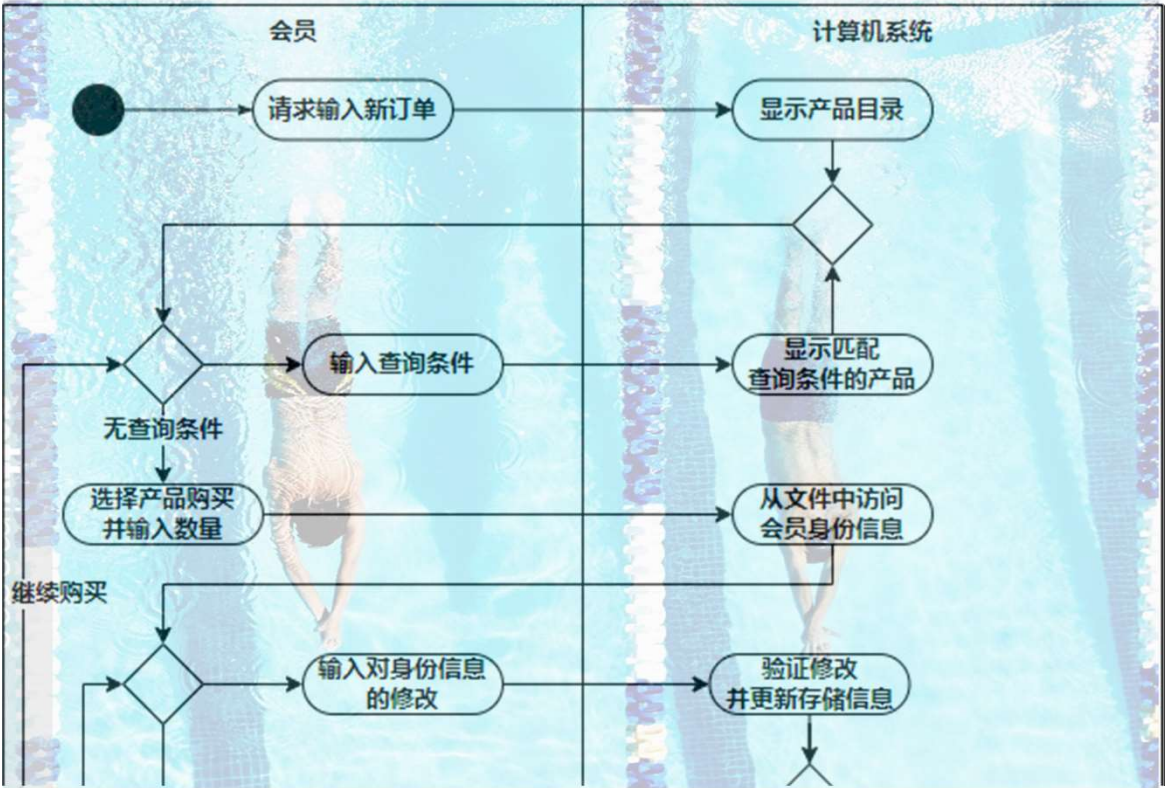 会员
计算机系统
请求输入新订单
显示产品目录
输入查询条件
显示匹配
查询条件的产品
无查询条件
选择产品购买
并输入数量
从文件中访问
会员身份信息
继续购买
输入对身份信息
的修改
验证修改
并更新存储信息